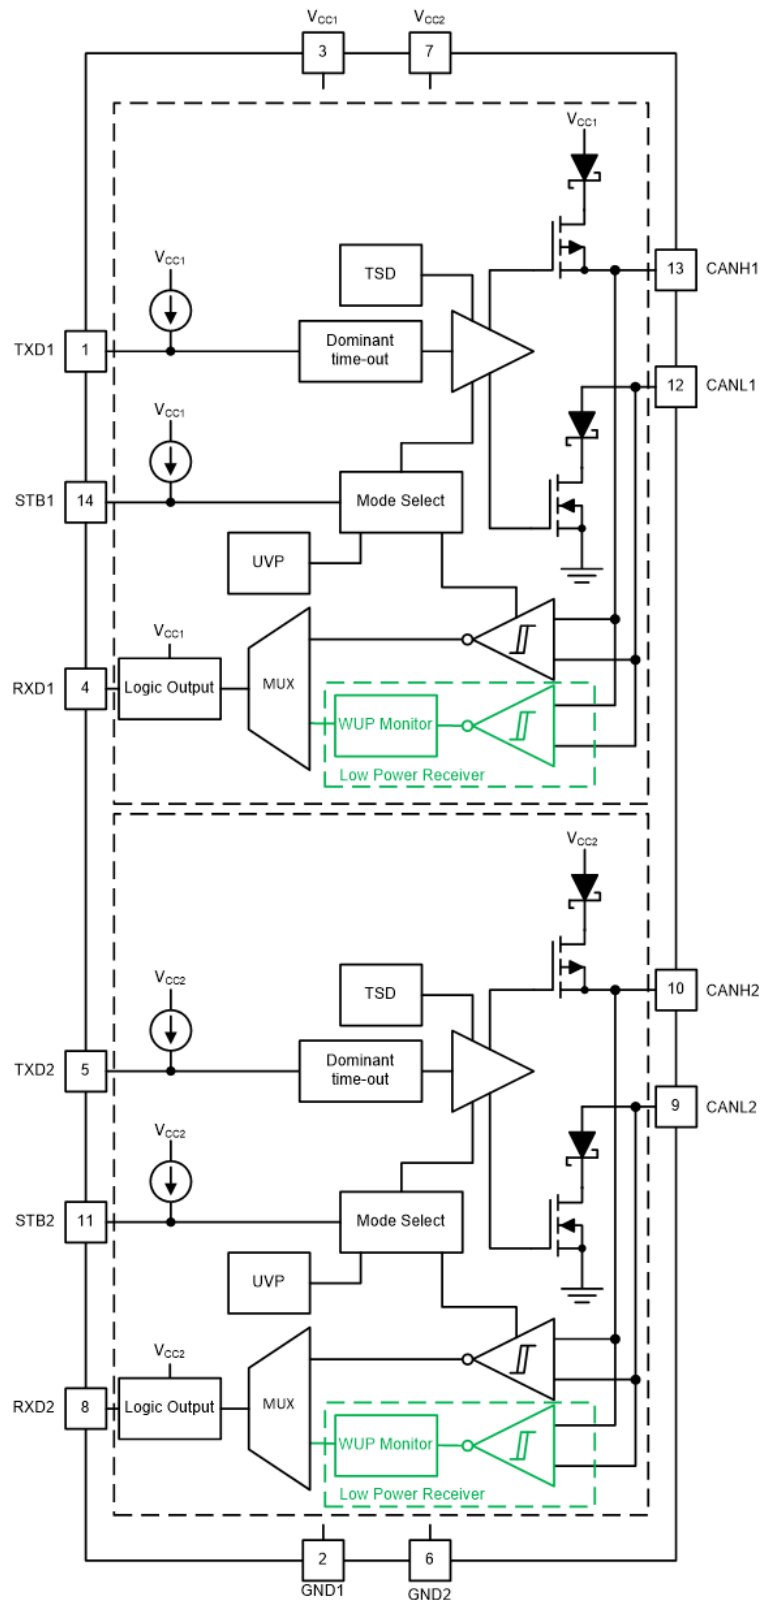 VCC1 VCC2
3 7
VCC1
TSD
13 CANH1
VCC1
TXD1 1
Dominant
time-out
12 CANL1
VCC1
STB1 14
Mode Select
UVP
VCC1
RXD1 4
Logic Output
MUX
WUP Monitor
Low Power Receiver
VCC2
TSD
10 CANH2
VCC2
TXD2 5
Dominant
time-out
9 CANL2
VCC2
STB2 11
Mode Select
UVP
VCC2
RXD2 8
Logic Output
MUX
WUP Monitor
Low Power Receiver
2 6
GND1 GND2